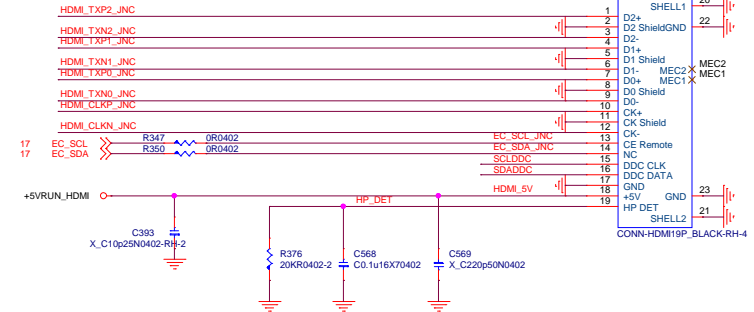 20
SHELL1
HDMI_TXP2_JNC
1
D2+
2
D2 Shield
GND
22
HDMI_TXN2_JNC
3
D2-
HDMI_TXP1_JNC
4
D1+
5
D1 Shield
HDMI_TXN1_JNC
6
D1-
MEC2
MEC2
HDMI_TXP0_JNC
7
D0+
MEC1
MEC1
8
D0 Shield
HDMI_TXN0_JNC
9
D0-
HDMI_CLKP_JNC
10
CK+
11
CK Shield
HDMI_CLKN_JNC
12
CK-
17
EC_SCL
R347
0R0402
EC_SCL_JNC
13
CE Remote
17
EC_SDA
R350
0R0402
EC_SDA_JNC
14
NC
SCLDDC
15
DDC CLK
SDADDC
16
DDC DATA
17
GND
+5VRUN_HDMI
HDMI_5V
18
+5V
GND
23
HP_DET
19
HP DET
SHELL2
21
CONN-HDMI19P_BLACK-RH-4
C393
X_C10p25N0402-RH-2
R376
20KR0402-2
C568
C0.1u16X70402
C569
X_C220p50N0402